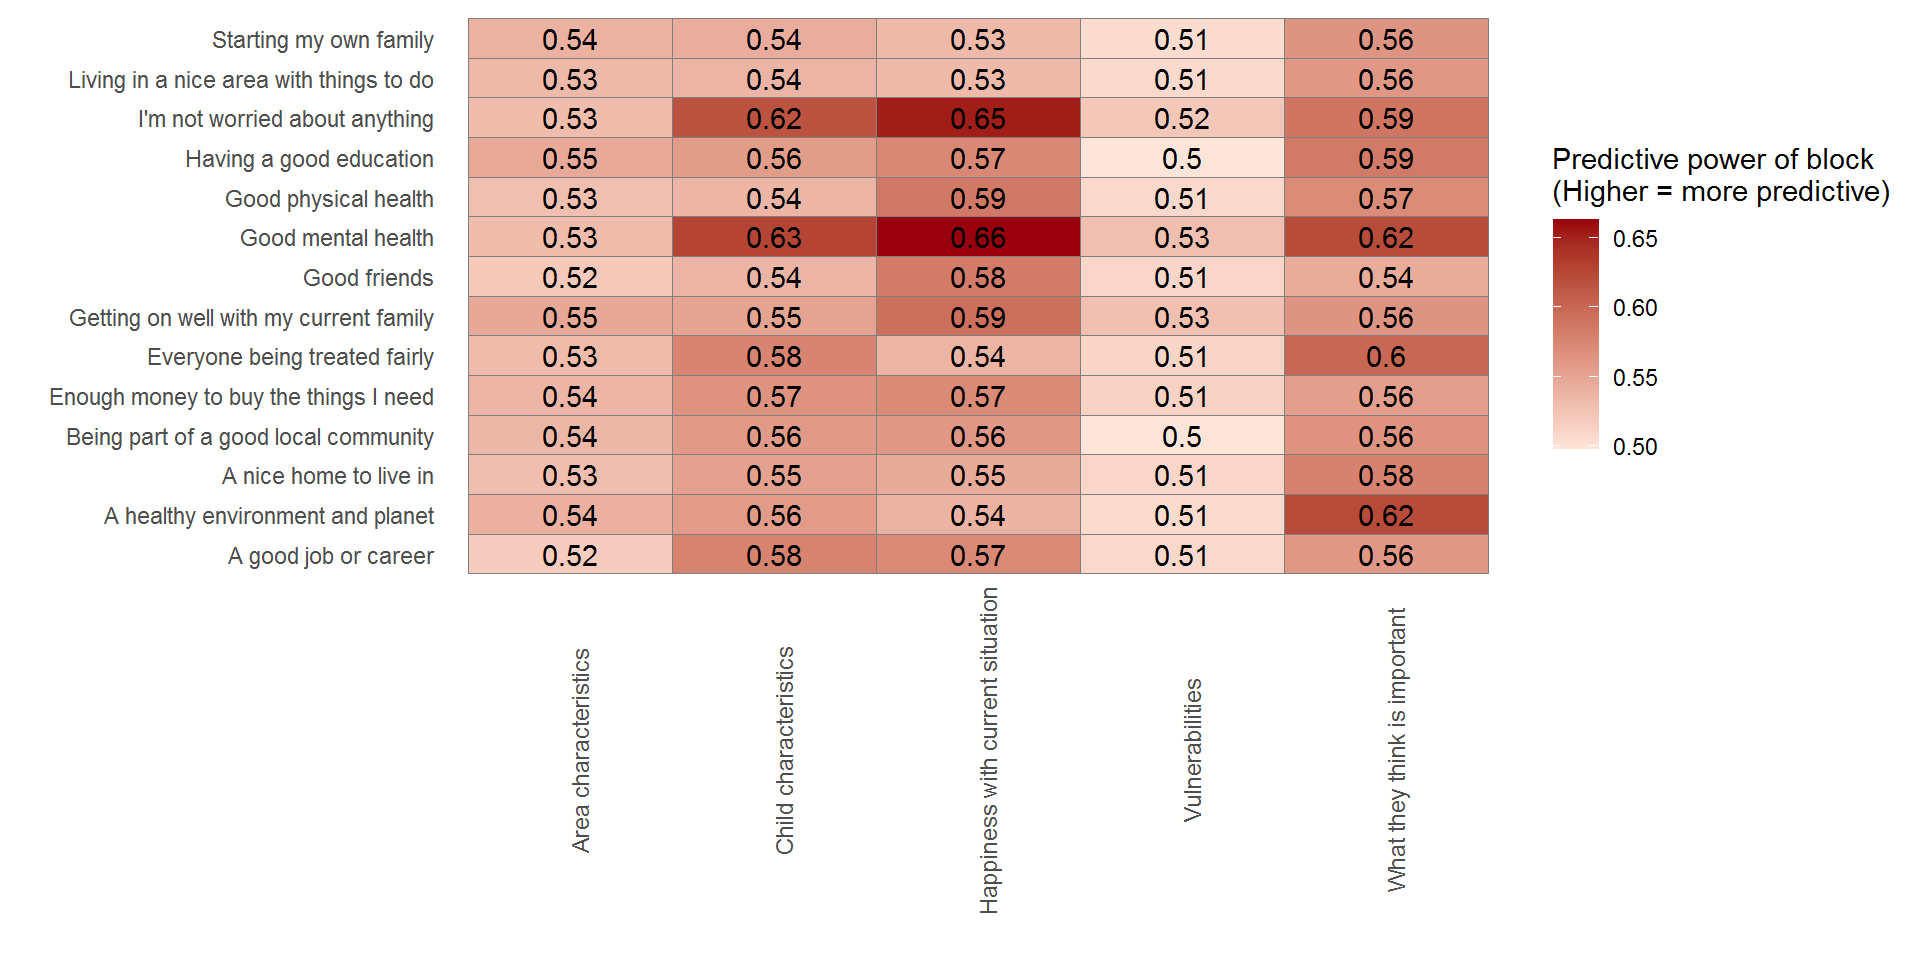 Starting my own family 0.54 0.54 0.53 0.51 0.56
Living in a nice area with things to do 0.53 0.54 0.53 0.51 0.56
I'm not worried about anything 0.53 0.62 0.65 0.52 0.59
Having a good education 0.55 0.56 0.57 0.5 0.59
Good physical health 0.53 0.54 0.59 0.51 0.57
Good mental health 0.53 0.63 0.66 0.53 0.62
Good friends 0.52 0.54 0.58 0.51 0.54
Getting on well with my current family 0.55 0.55 0.59 0.53 0.56
Everyone being treated fairly 0.53 0.58 0.54 0.51 0.6
Enough money to buy the things I need 0.54 0.57 0.57 0.51 0.56
Being part of a good local community 0.54 0.56 0.56 0.5 0.56
A nice home to live in 0.53 0.55 0.55 0.51 0.58
A healthy environment and planet 0.54 0.56 0.54 0.51 0.62
A good job or career 0.52 0.58 0.57 0.51 0.56
Area characteristics
Child characteristics
Happiness with current situation
Vulnerabilities
What they think is important
Predictive power of block
(Higher = more predictive)
0.65
0.60
0.55
0.50